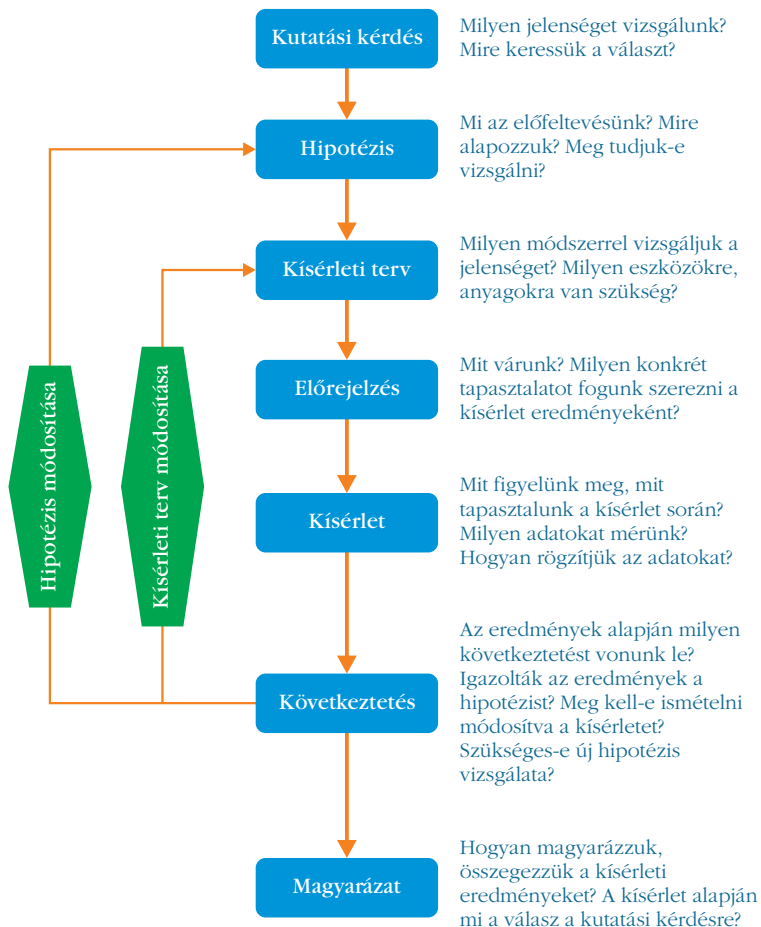 Kutatási kérdés
Milyen jelenséget vizsgálunk?
Mire keressük a választ?
Hipotézis
Mi az előfeltevésünk? Mire
alapozzuk? Meg tudjuk-e
vizsgálni?
Kísérleti terv
Milyen módszerrel vizsgáljuk a
jelenséget? Milyen eszközökre,
anyagokra van szükség?
Előrejelzés
Mit várunk? Milyen konkrét
tapasztalatot fogunk szerezni a
kísérlet eredményeként?
Hipotézis módosítása
Kísérleti terv módosítása
Kísérlet
Mit figyelünk meg, mit
tapasztalunk a kísérlet során?
Milyen adatokat mérünk?
Hogyan rögzítjük az adatokat?
Következtetés
Az eredmények alapján milyen
következtetést vonunk le?
Igazolták az eredmények a
hipotézist? Meg kell-e ismételni
módosítva a kísérletet?
Szükséges-e új hipotézis
vizsgálata?
Magyarázat
Hogyan magyarázzuk,
összegezzük a kísérleti
eredményeket? A kísérlet alapján
mi a válasz a kutatási kérdésre?